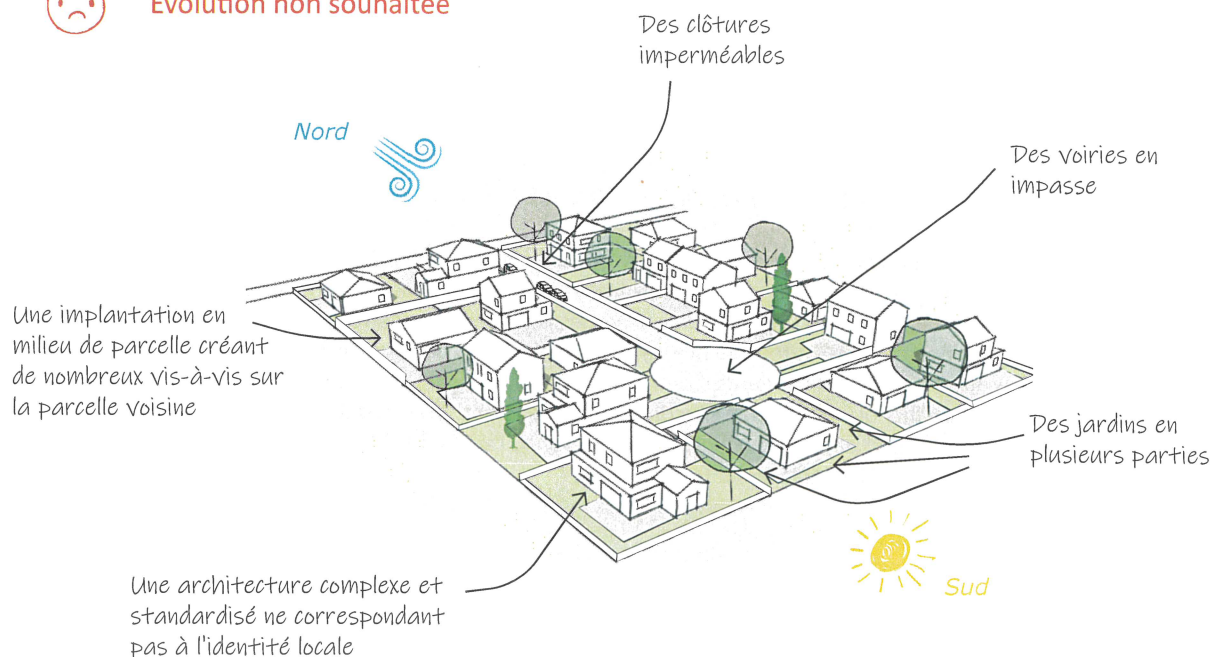 Evolution non souhaitée
Des clôtures
imperméables
Nord
Des voiries en
impasse
Une implantation en
milieu de parcelle créant
de nombreux vis-à-vis sur
la parcelle voisine
Des jardins en
plusieurs parties
Sud
Une architecture complexe et
standardisé ne correspondant
pas à l'identité locale